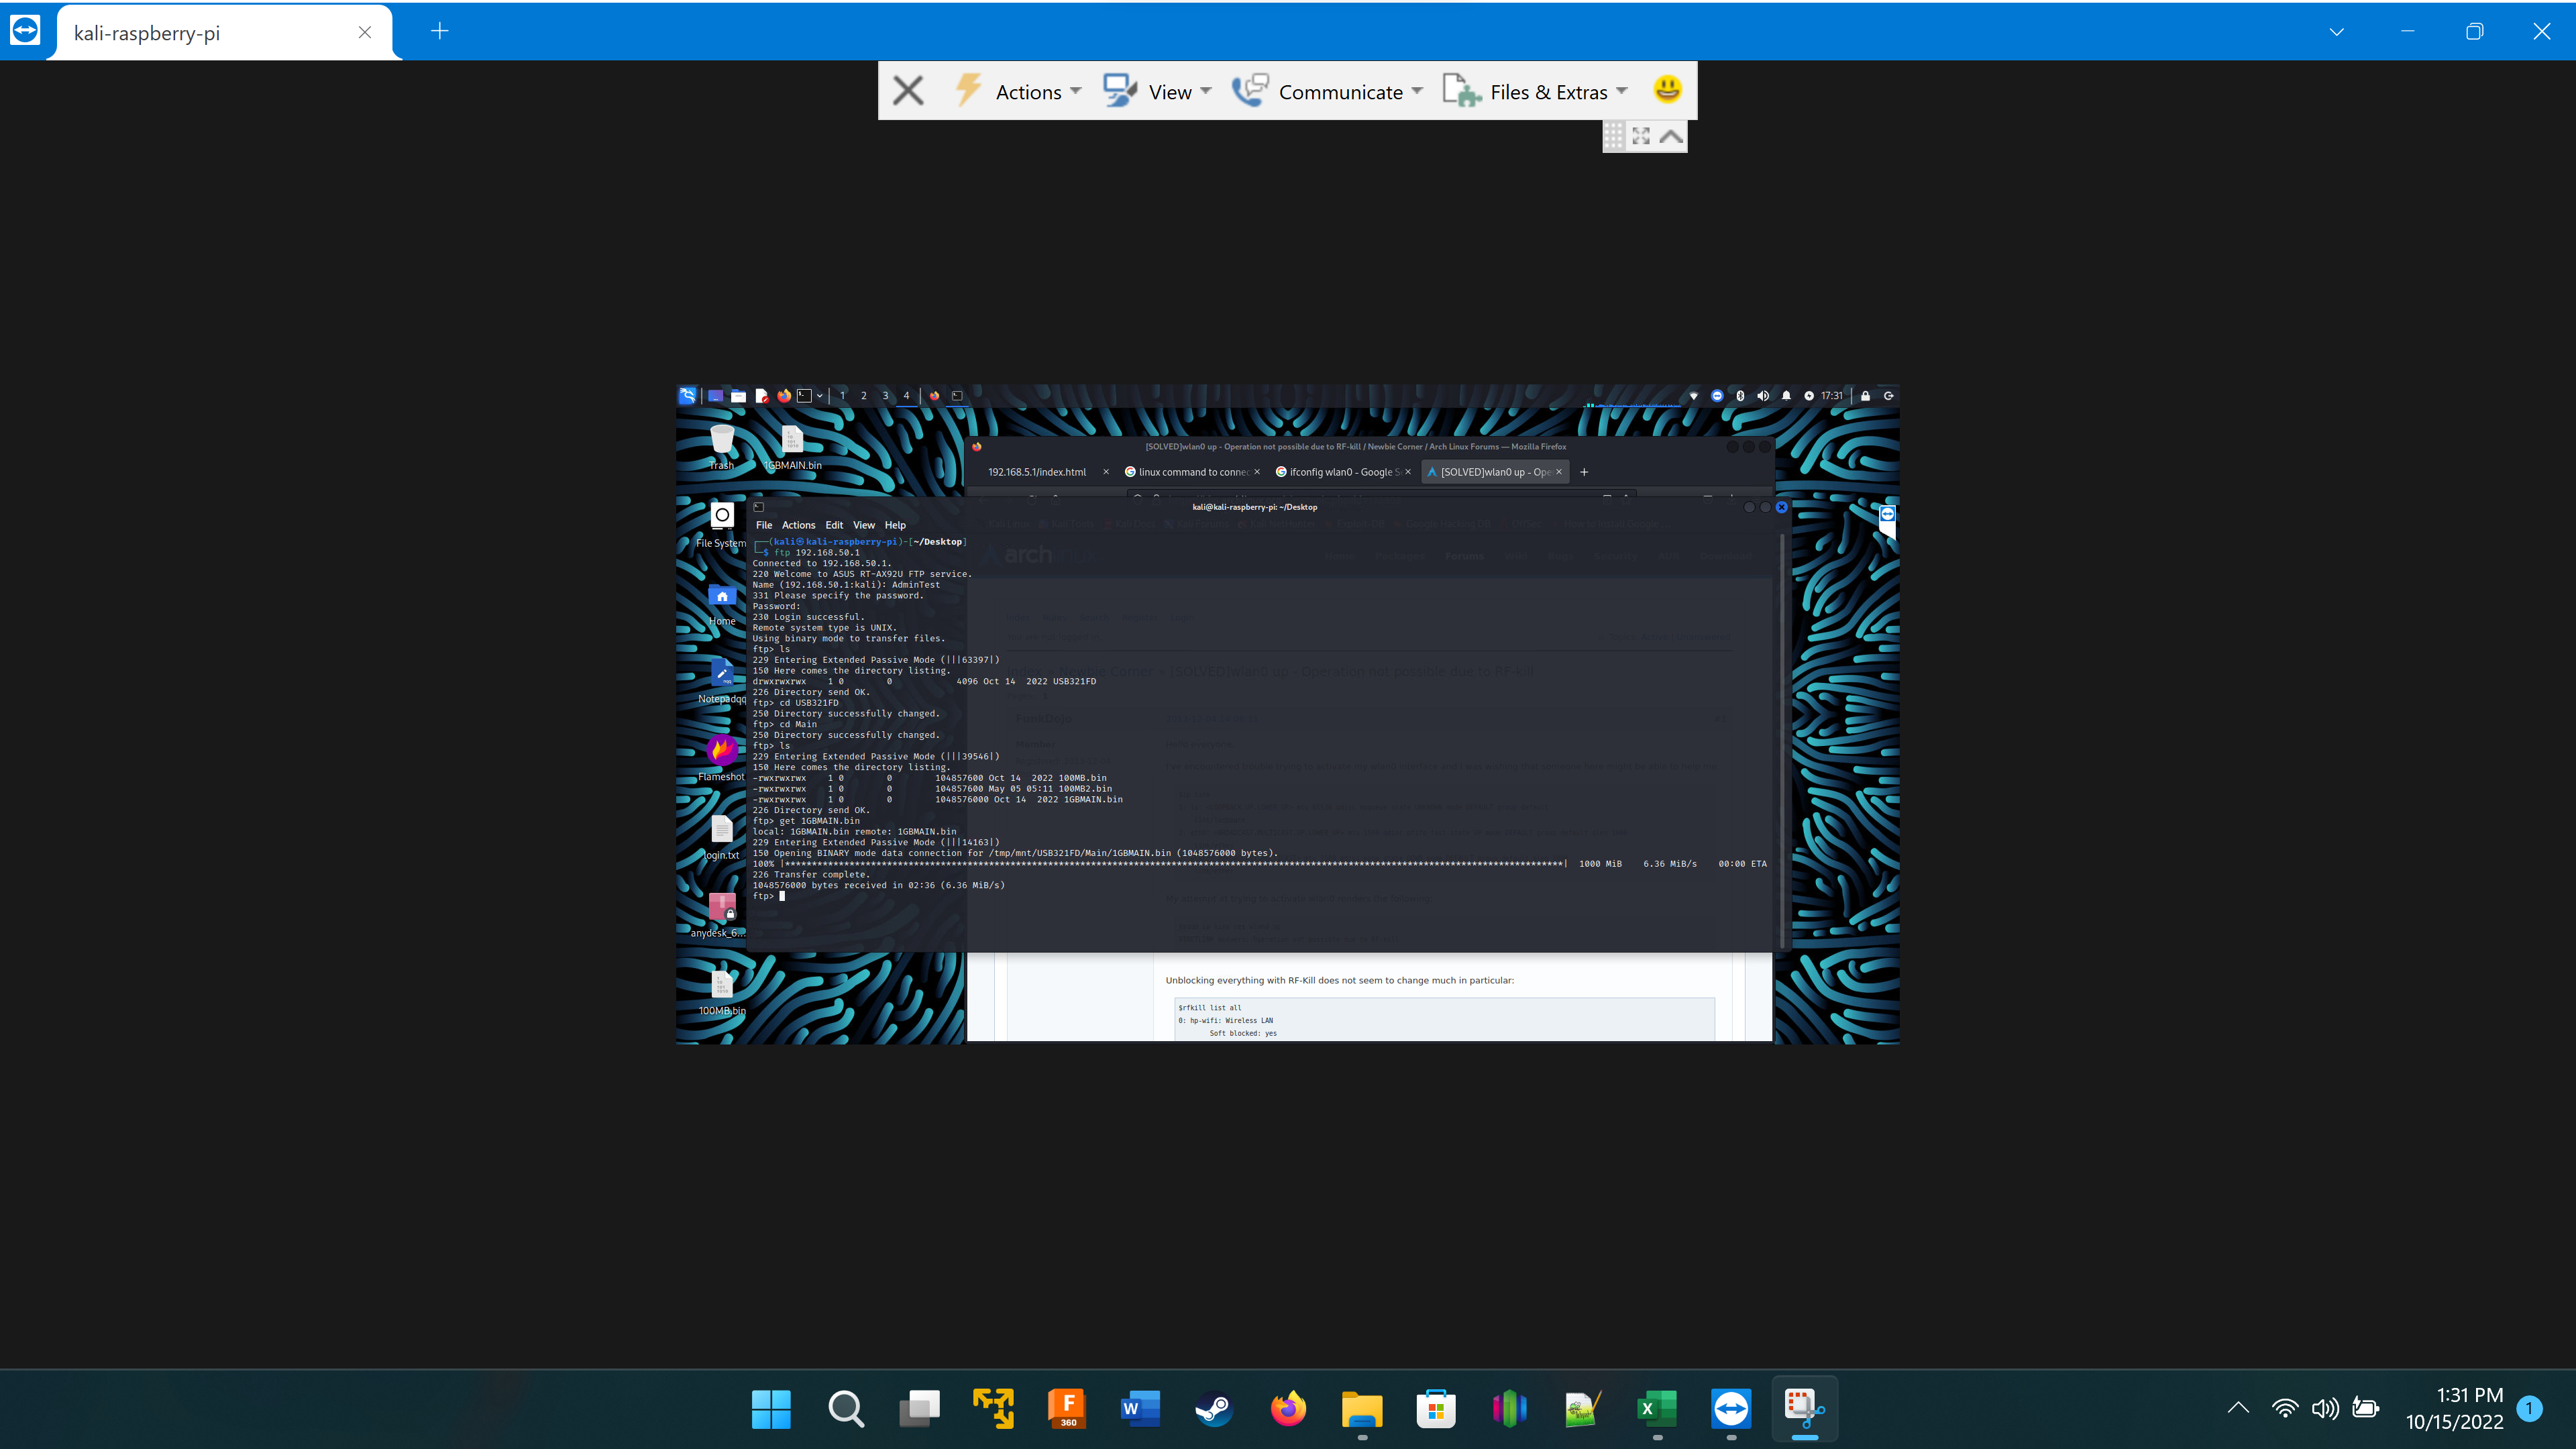 kali-raspberry-pi
Actions
View
Communicate
Files & Extras
1 2 3 4
17:31
Trash
1GBMAIN.bin
File System
Home
Notepadqq
Flameshot
login.txt
anydesk_6...
100MB.bin
[SOLVED]wlan0 up - Operation not possible due to RF-kill / Newbie Corner / Arch Linux Forums — Mozilla Firefox
192.168.5.1/index.html
linux command to connec
ifconfig wlan0 - Google S
[SOLVED]wlan0 up - Ope
kali@kali-raspberry-pi: ~/Desktop
File Actions Edit View Help
┌──(kali㉿kali-raspberry-pi)-[~/Desktop]
└─$ ftp 192.168.50.1
Connected to 192.168.50.1.
220 Welcome to ASUS RT-AX92U FTP service.
Name (192.168.50.1:kali): AdminTest
331 Please specify the password.
Password:
230 Login successful.
Remote system type is UNIX.
Using binary mode to transfer files.
ftp> ls
229 Entering Extended Passive Mode (|||63397|)
150 Here comes the directory listing.
drwxrwxrwx 1 0 0 4096 Oct 14 2022 USB321FD
226 Directory send OK.
ftp> cd USB321FD
250 Directory successfully changed.
ftp> cd Main
250 Directory successfully changed.
ftp> ls
229 Entering Extended Passive Mode (|||39546|)
150 Here comes the directory listing.
-rwxrwxrwx 1 0 0 104857600 Oct 14 2022 100MB.bin
-rwxrwxrwx 1 0 0 104857600 May 05 05:11 100MB2.bin
-rwxrwxrwx 1 0 0 1048576000 Oct 14 2022 1GBMAIN.bin
226 Directory send OK.
ftp> get 1GBMAIN.bin
local: 1GBMAIN.bin remote: 1GBMAIN.bin
229 Entering Extended Passive Mode (|||14163|)
150 Opening BINARY mode data connection for /tmp/mnt/USB321FD/Main/1GBMAIN.bin (1048576000 bytes).
100% |***| 1000 MiB 6.36 MiB/s 00:00 ETA
226 Transfer complete.
1048576000 bytes received in 02:36 (6.36 MiB/s)
ftp>
arch
Unblocking everything with RF-Kill does not seem to change much in particular:
$rfkill list all
0: hp-wifi: Wireless LAN
Soft blocked: yes
F
360
W
X
1:31 PM
10/15/2022
1